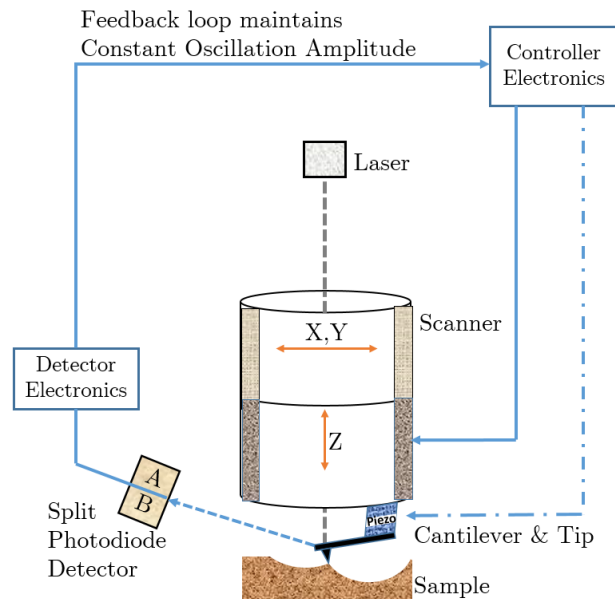 Feedback loop maintains
Constant Oscillation Amplitude
Controller
Electronics
Laser
Scanner
X,Y
Detector
Electronics
Z
A
B
Split
Photodiode
Detector
Piezo
Cantilever & Tip
Sample